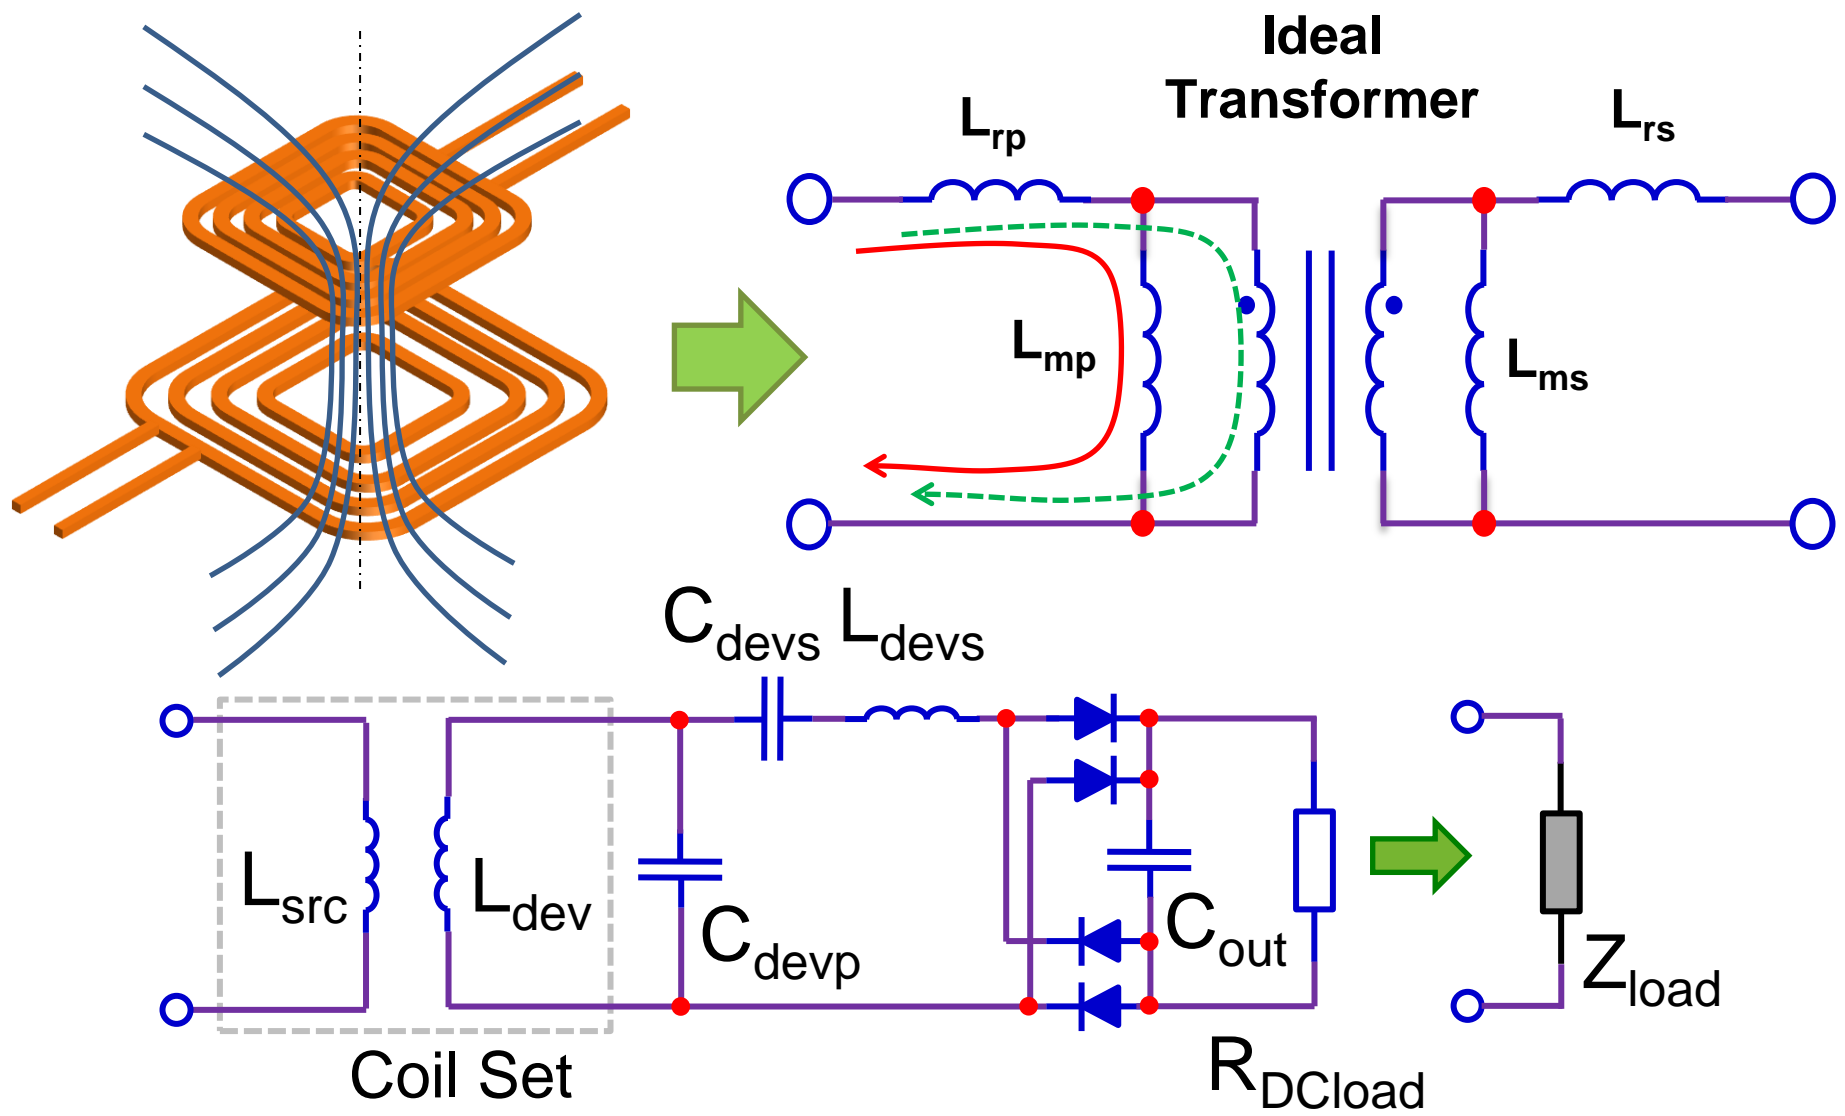 Ideal
Transformer
Lrp
Lrs
Lmp
Lms
Cdevs Ldevs
Lsrc
Ldev
Cdevp
Cout
Zload
Coil Set
RDCload